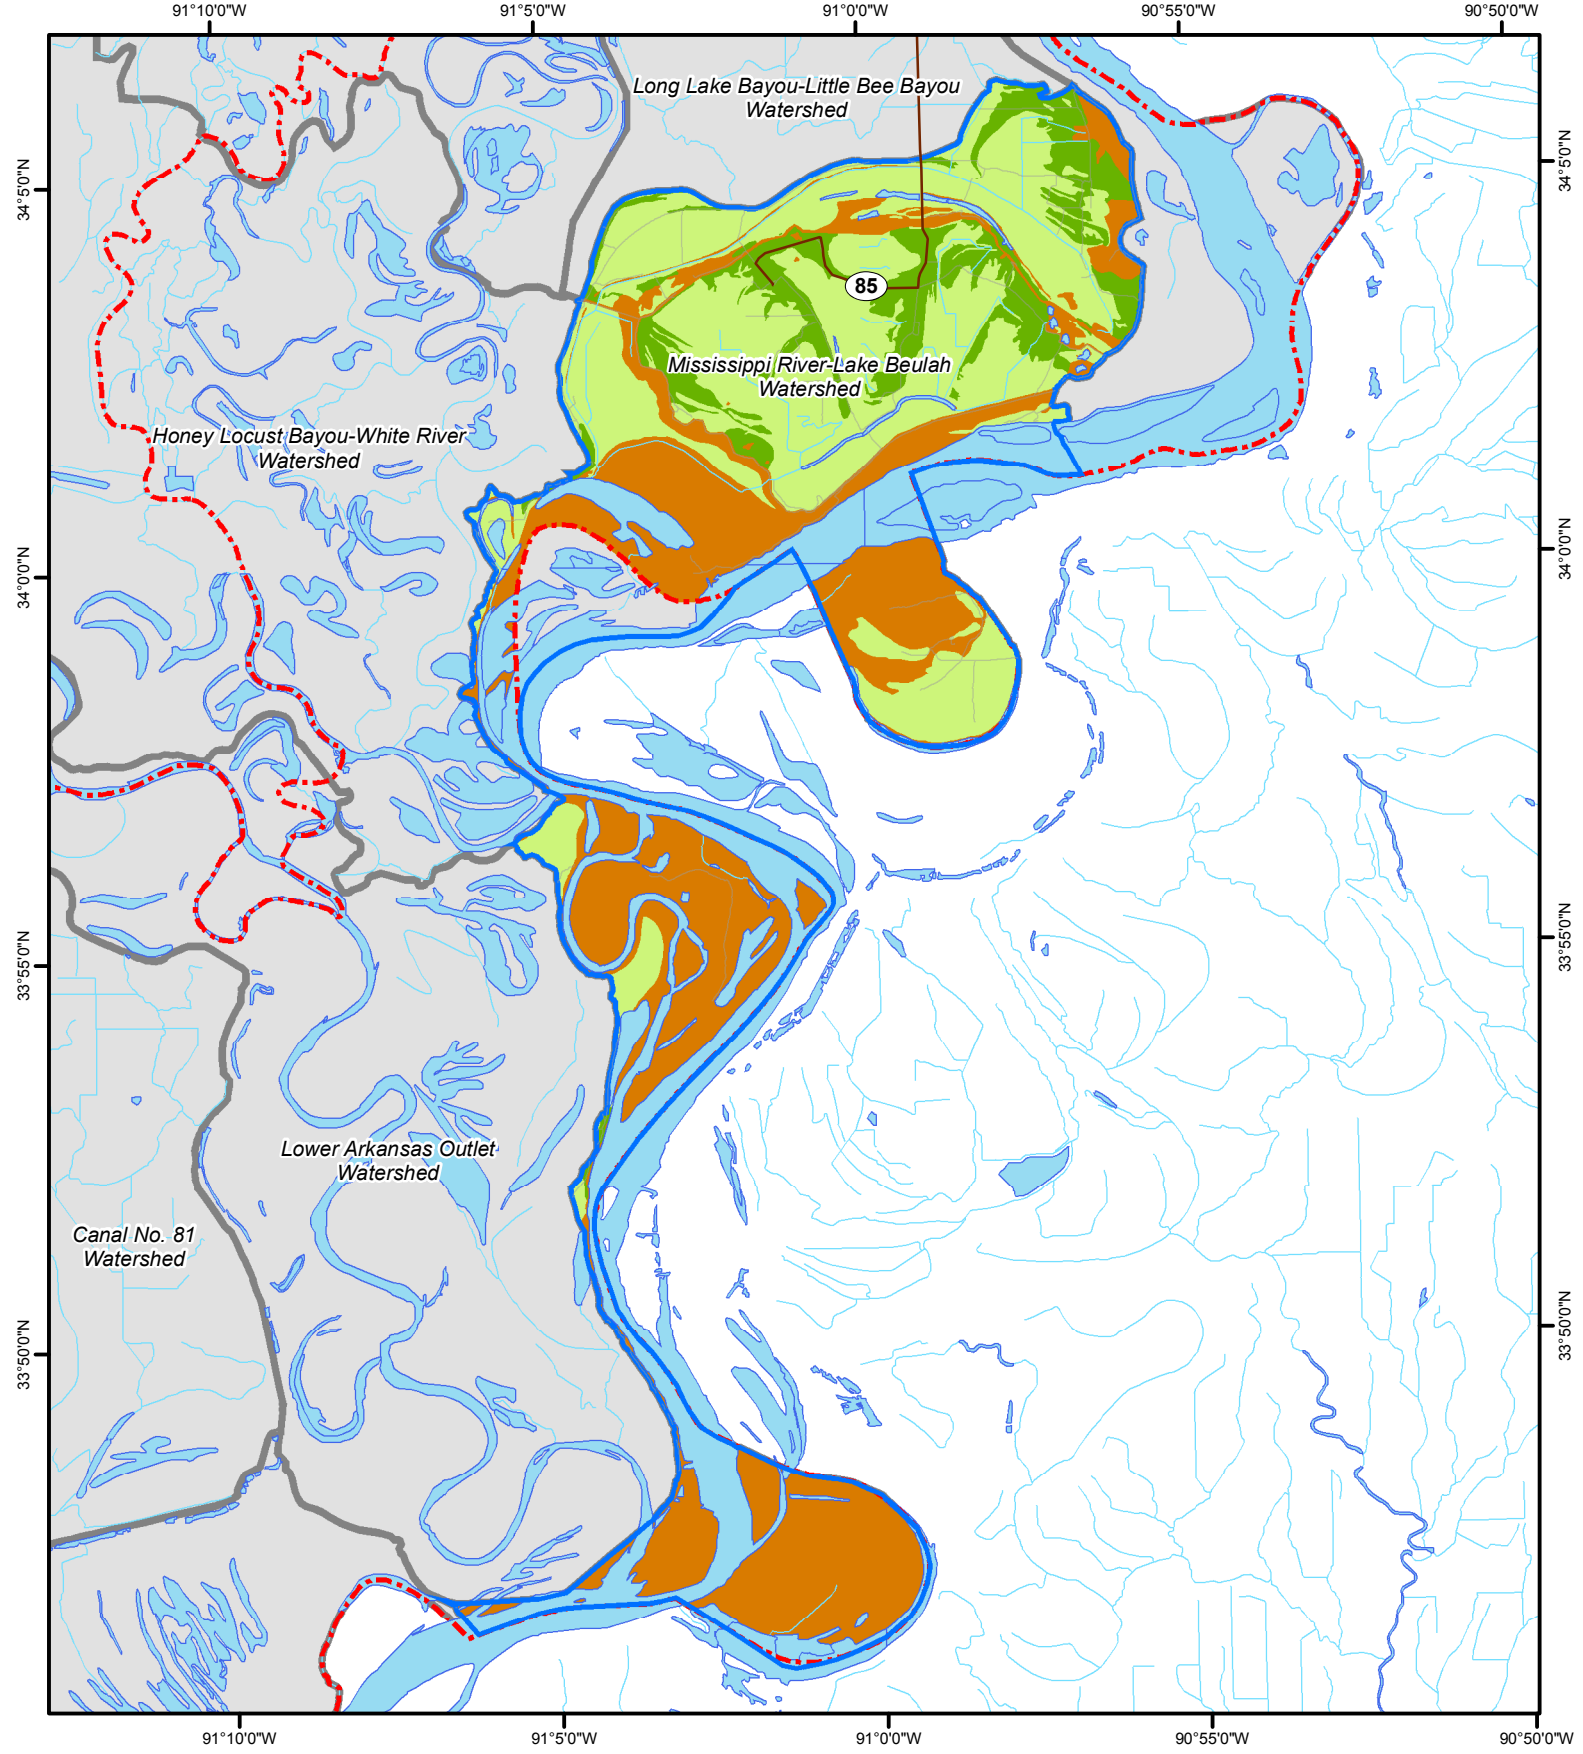 91°10'0"W 91°5'0"W 91°0'0"W 90°55'0"W 90°50'0"W
Long Lake Bayou-Little Bee Bayou
Watershed
34°5'0"N
34°5'0"N
85
Mississippi River-Lake Beulah
Watershed
Honey Locust Bayou-White River
Watershed
34°0'0"N
34°0'0"N
33°55'0"N
33°55'0"N
Lower Arkansas Outlet
Watershed
Canal No. 81
Watershed
33°50'0"N
33°50'0"N
91°10'0"W 91°5'0"W 91°0'0"W 90°55'0"W 90°50'0"W